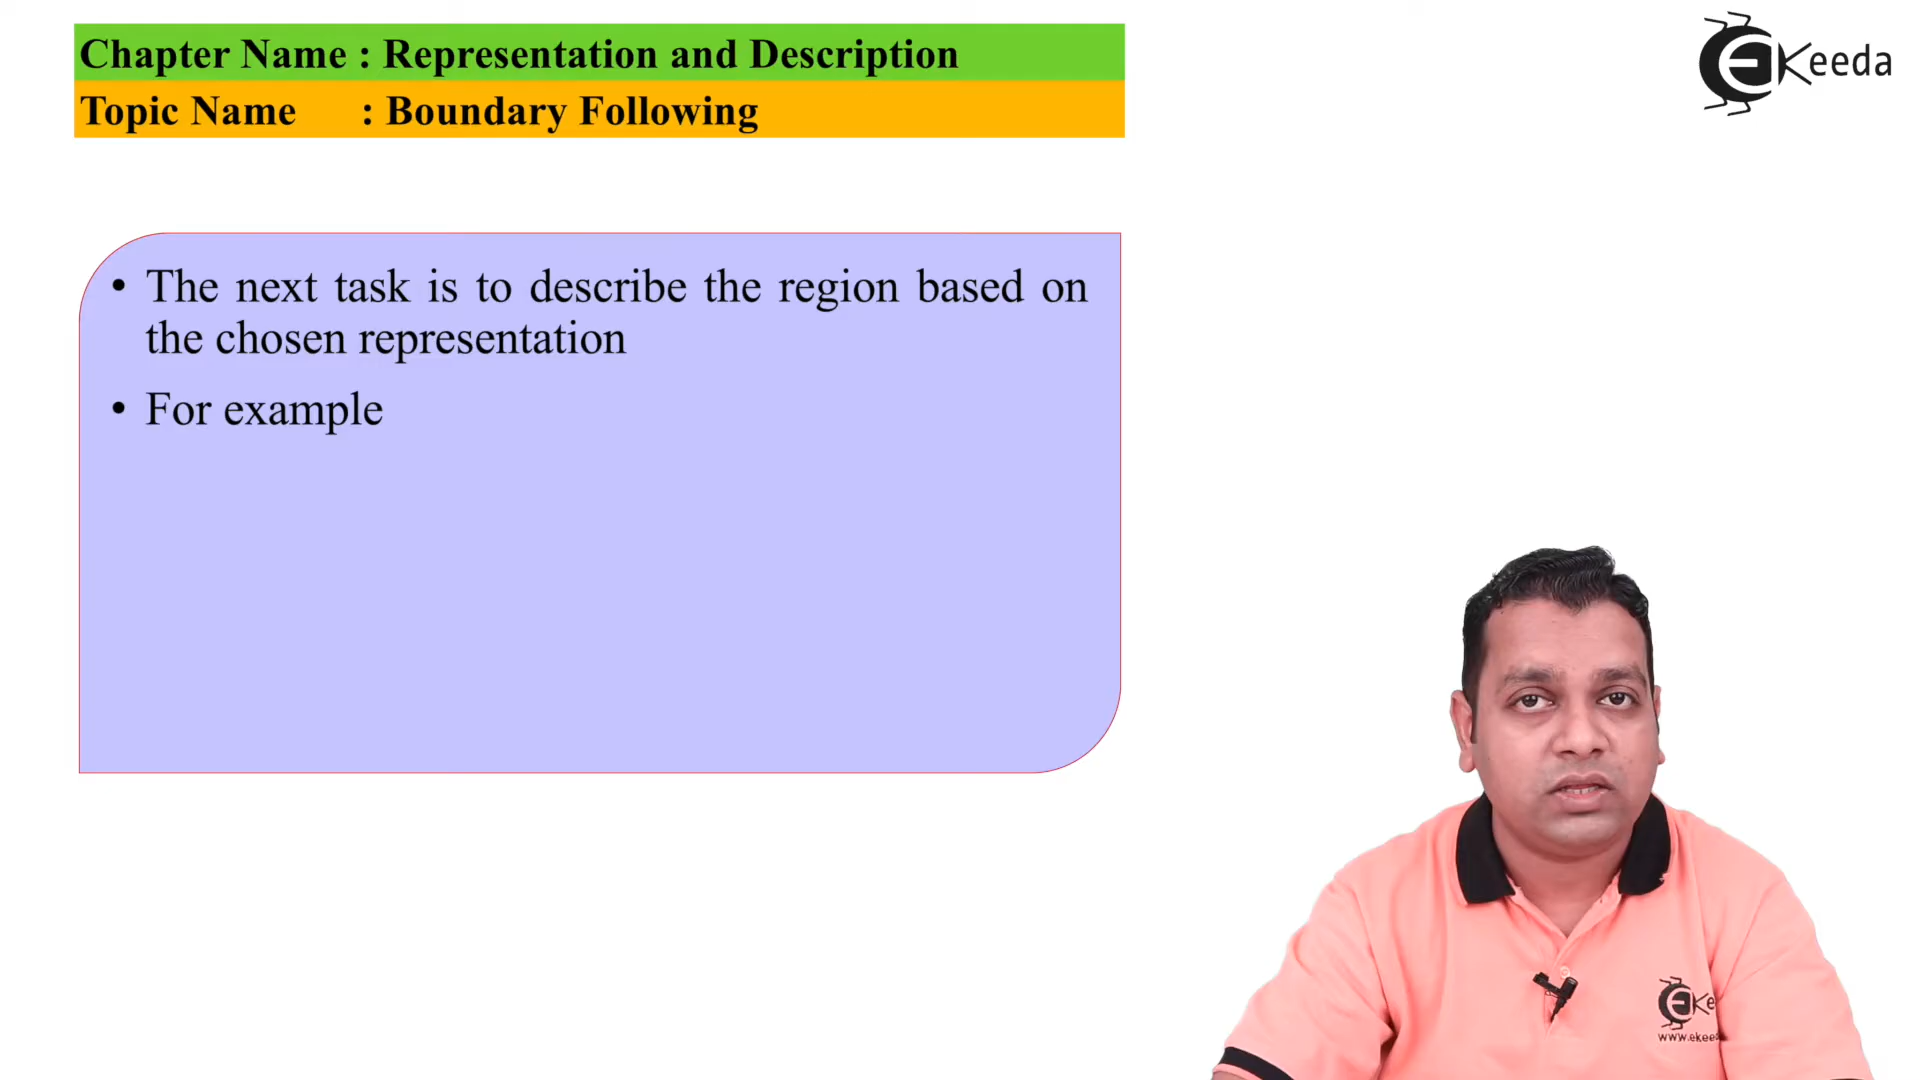 Chapter Name : Representation and Description
Topic Name : Boundary Following
eKeeda
• The next task is to describe the region based on
the chosen representation
• For example